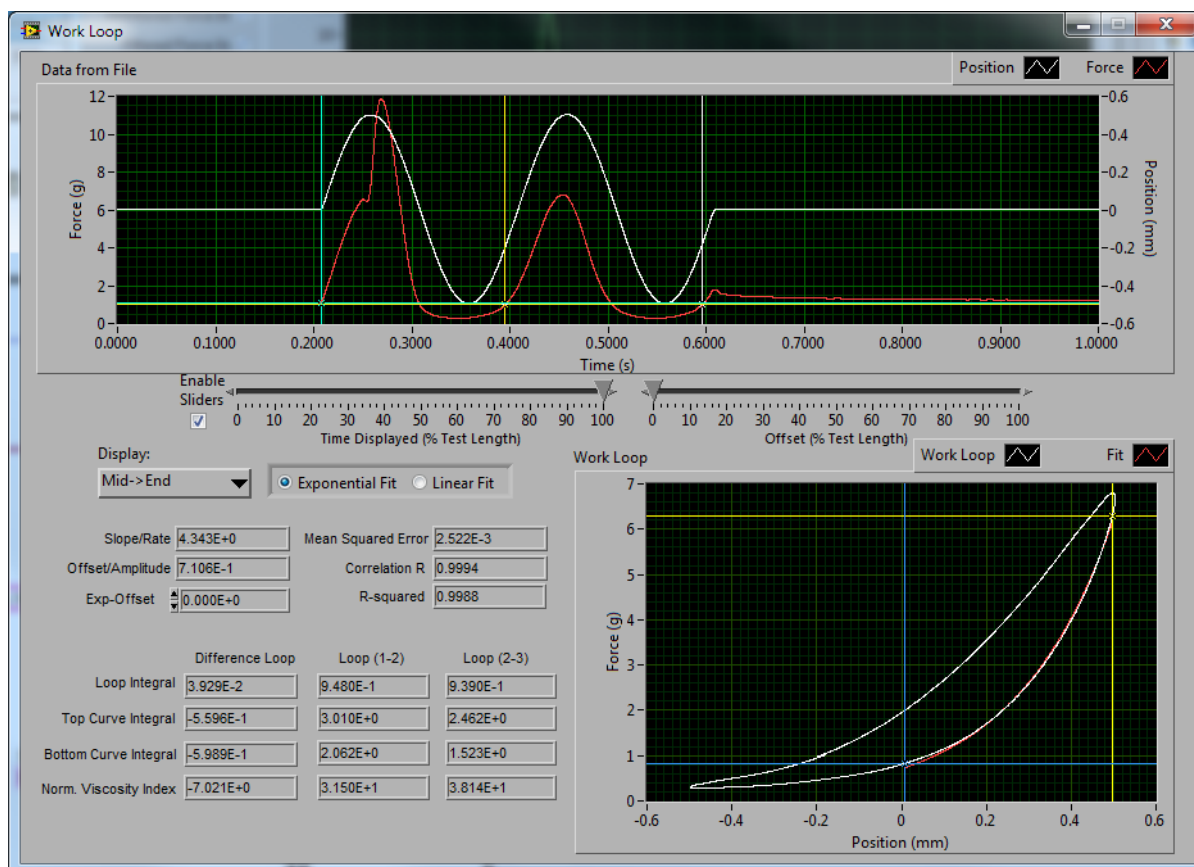 Work Loop
Data from File
Position Force
12
10
8
6
4
2
0
Force (g)
-0.6
-0.4
-0.2
-0
--0.2
--0.4
--0.6
Position (mm)
0.0000 0.1000 0.2000 0.3000 0.4000 0.5000 0.6000 0.7000 0.8000 0.9000 1.0000
Time (s)
Enable
Sliders
0 10 20 30 40 50 60 70 80 90 100
Time Displayed (% Test Length)
0 10 20 30 40 50 60 70 80 90 100
Offset (% Test Length)
Display:
Mid->End
Exponential Fit Linear Fit
Slope/Rate 4.343E+0 Mean Squared Error 2.522E-3
Offset/Amplitude 7.106E-1 Correlation R 0.9994
Exp-Offset 0.000E+0 R-squared 0.9988
Difference Loop Loop (1-2) Loop (2-3)
Loop Integral 3.929E-2 9.480E-1 9.390E-1
Top Curve Integral -5.596E-1 3.010E+0 2.462E+0
Bottom Curve Integral -5.989E-1 2.062E+0 1.523E+0
Norm. Viscosity Index -7.021E+0 3.150E+1 3.814E+1
Work Loop
Work Loop Fit
7
6
5
4
3
2
1
0
Force (g)
-0.6 -0.4 -0.2 0 0.2 0.4 0.6
Position (mm)